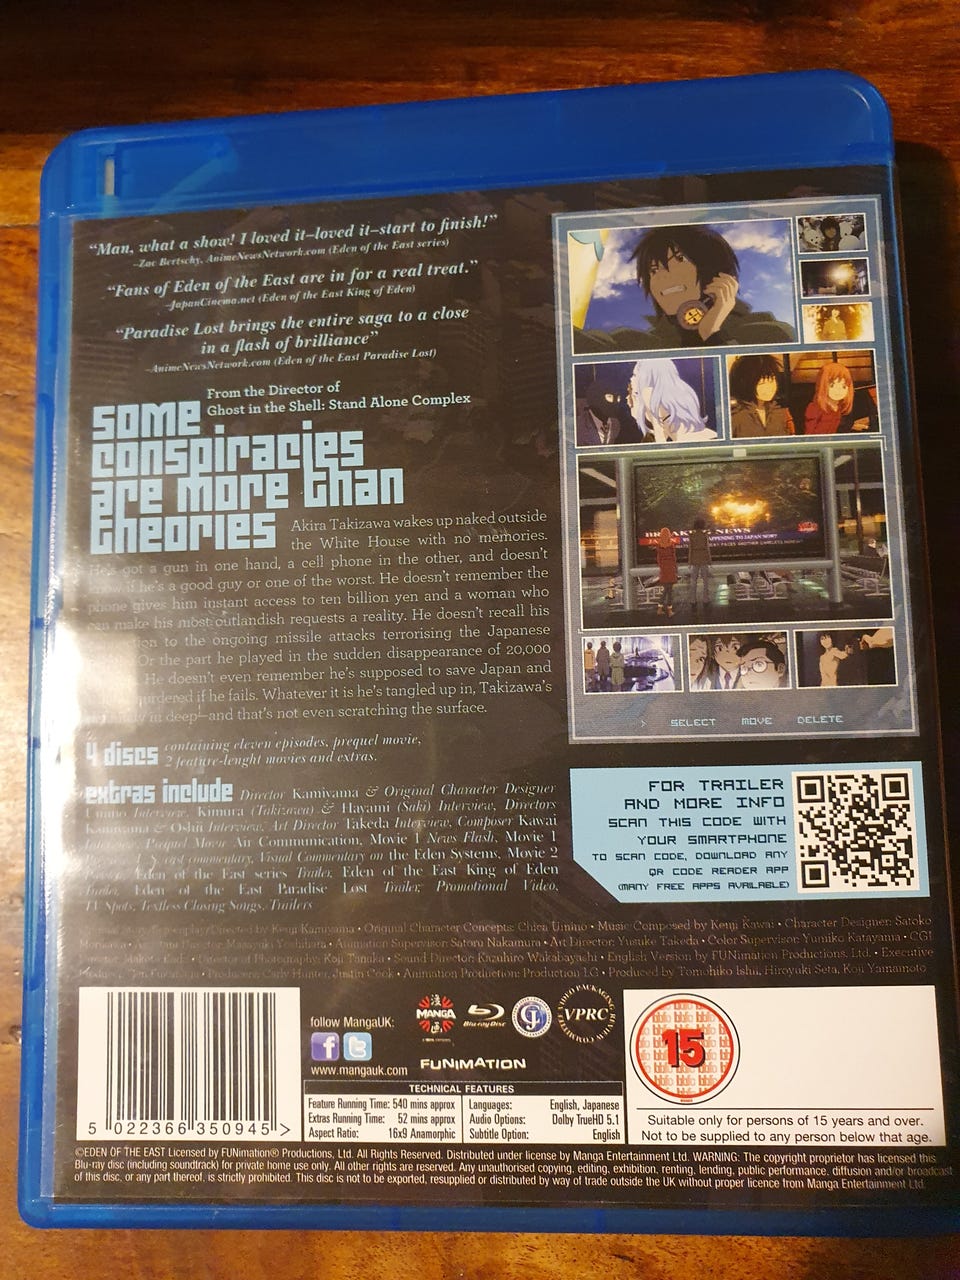 “Man, what a show! I loved it–loved it–start to finish!”
–Zac Bertschy, AnimeNewsNetwork.com (Eden of the East series)
“Fans of Eden of the East are in for a real treat.”
–JapanCinema.net (Eden of the East King of Eden)
“Paradise Lost brings the entire saga to a close
in a flash of brilliance”
–AnimeNewsNetwork.com (Eden of the East Paradise Lost)
From the Director of
Ghost in the Shell: Stand Alone Complex
some
conspiracies
are more than
theories
Akira Takizawa wakes up naked outside
the White House with no memories.
He's got a gun in one hand, a cell phone in the other, and doesn't
know if he's a good guy or one of the worst. He doesn't remember the
phone gives him instant access to ten billion yen and a woman who
can make his most outlandish requests a reality. He doesn't recall his
to the ongoing missile attacks terrorising the Japanese
Or the part he played in the sudden disappearance of 20,000
He doesn't even remember he's supposed to save Japan and
murdered if he fails. Whatever it is he's tangled up in, Takizawa's
in deep—and that's not even scratching the surface.
4 discs containing eleven episodes, prequel movie,
2 feature-lenght movies and extras.
extras include Director Kamiyama & Original Character Designer
Umino Interview, Kimura (Takizawa) & Hayami (Saki) Interview, Directors
Kamiyama & Oshii Interview, Art Director Takeda Interview, Composer Kawai
Interview, Prequel Movie Air Communication, Movie 1 News Flash, Movie 1
cast commentary, Visual Commentary on the Eden Systems, Movie 2
Eden of the East series Trailer, Eden of the East King of Eden
Trailer, Eden of the East Paradise Lost Trailer, Promotional Video,
TV Spots, Textless Closing Songs, Trailers
BREAKING NEWS
HAPPENING TO JAPAN NOW?
> SELECT MOVE DELETE
FOR TRAILER
AND MORE INFO
SCAN THIS CODE WITH
YOUR SMARTPHONE
TO SCAN CODE, DOWNLOAD ANY
QR CODE READER APP
(MANY FREE APPS AVAILABLE)
Directed by Kenji Kamiyama • Original Character Concepts: Chica Umino • Music Composed by Kenji Kawai • Character Designer: Satoko
Morikawa • Masayuki Yoshihara • Animation Supervisor: Satoru Nakamura • Art Director: Yusuke Takeda • Color Supervisor: Yumiko Katayama • CGI
Director: Makoto • Director of Photography: Koji Tanaka • Sound Director: Kazuhiro Wakabayashi • English Version by FUNimation Productions, Ltd. • Executive
Gen Fukunaga • Producers: Carly Hunter, Justin Cook • Animation Production: Production I.G • Produced by Tomohiko Ishii, Hiroyuki Seta, Koji Yamamoto
5 022366 350945 >
follow MangaUK:
www.mangauk.com
MANGA
Blu-ray Disc
VIDEO PACKAGING REVIEW COMMITTEE
VPRC
FUNIMATION
TECHNICAL FEATURES
Feature Running Time: 540 mins approx
Extras Running Time: 52 mins approx
Aspect Ratio: 16x9 Anamorphic
Languages: English, Japanese
Audio Options: Dolby TrueHD 5.1
Subtitle Option: English
15
Suitable only for persons of 15 years and over.
Not to be supplied to any person below that age.
©EDEN OF THE EAST Licensed by FUNimation® Productions, Ltd. All Rights Reserved. Distributed under license by Manga Entertainment Ltd. WARNING: The copyright proprietor has licensed this
Blu-ray disc (including soundtrack) for private home use only. All other rights are reserved. Any unauthorised copying, editing, exhibition, renting, lending, public performance, diffusion and/or broadcast
of this disc, or any part thereof, is strictly prohibited. This disc is not to be exported, resupplied or distributed by way of trade outside the UK without proper licence from Manga Entertainment Ltd.